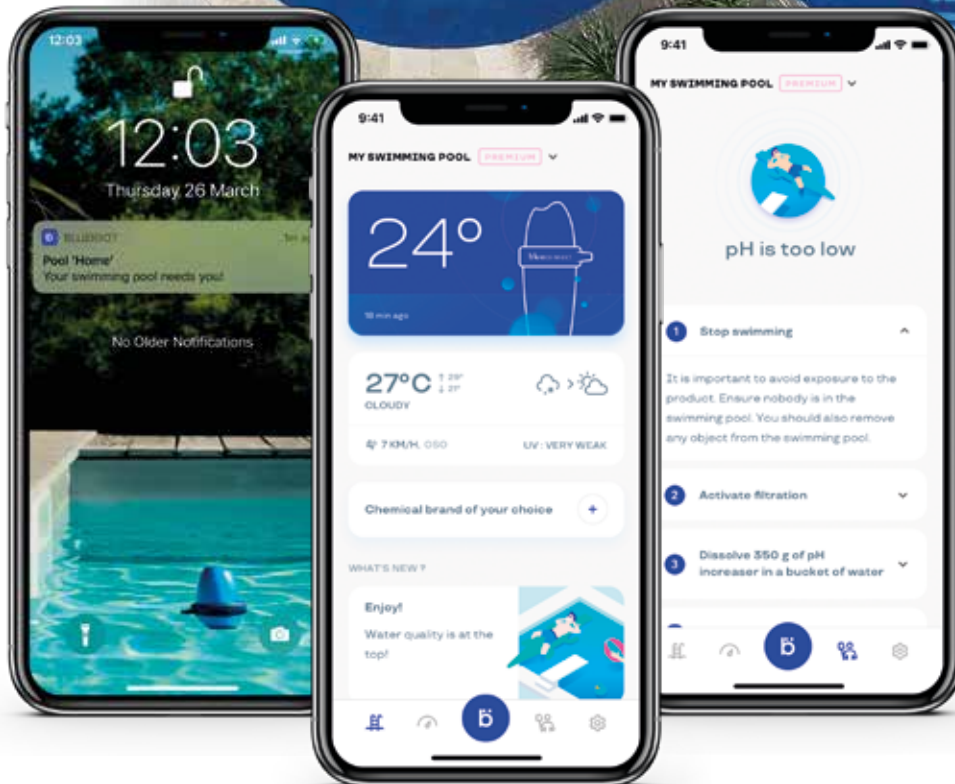 12:03
12:03
Thursday, 26 March
BLUERIOT
Pool 'Home'
Your swimming pool needs you!
No Older Notifications
9:41
MY SWIMMING POOL PREMIUM
24°
18 min ago
27°C ↑ 29°
↓ 21°
CLOUDY
7 KM/H, OSO UV : VERY WEAK
Chemical brand of your choice +
WHAT'S NEW ?
Enjoy!
Water quality is at the
top!
9:41
MY SWIMMING POOL PREMIUM
pH is too low
1 Stop swimming
It is important to avoid exposure to the
product. Ensure nobody is in the
swimming pool. You should also remove
any object from the swimming pool.
2 Activate filtration
3 Dissolve 350 g of pH
increaser in a bucket of water